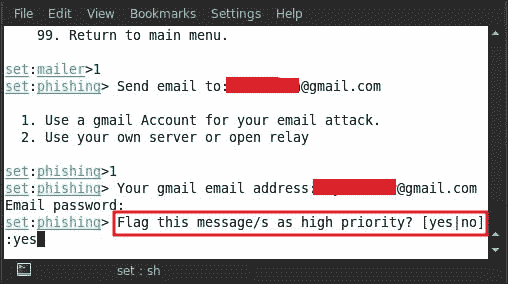 File Edit View Bookmarks Settings Help
99. Return to main menu.
set:mailer>1
set:phishing> Send email to:@gmail.com
1. Use a gmail Account for your email attack.
2. Use your own server or open relay
set:phishing>1
set:phishing> Your gmail email address:@gmail.com
Email password:
set:phishing> Flag this message/s as high priority? [yes|no]
:yes
set : sh